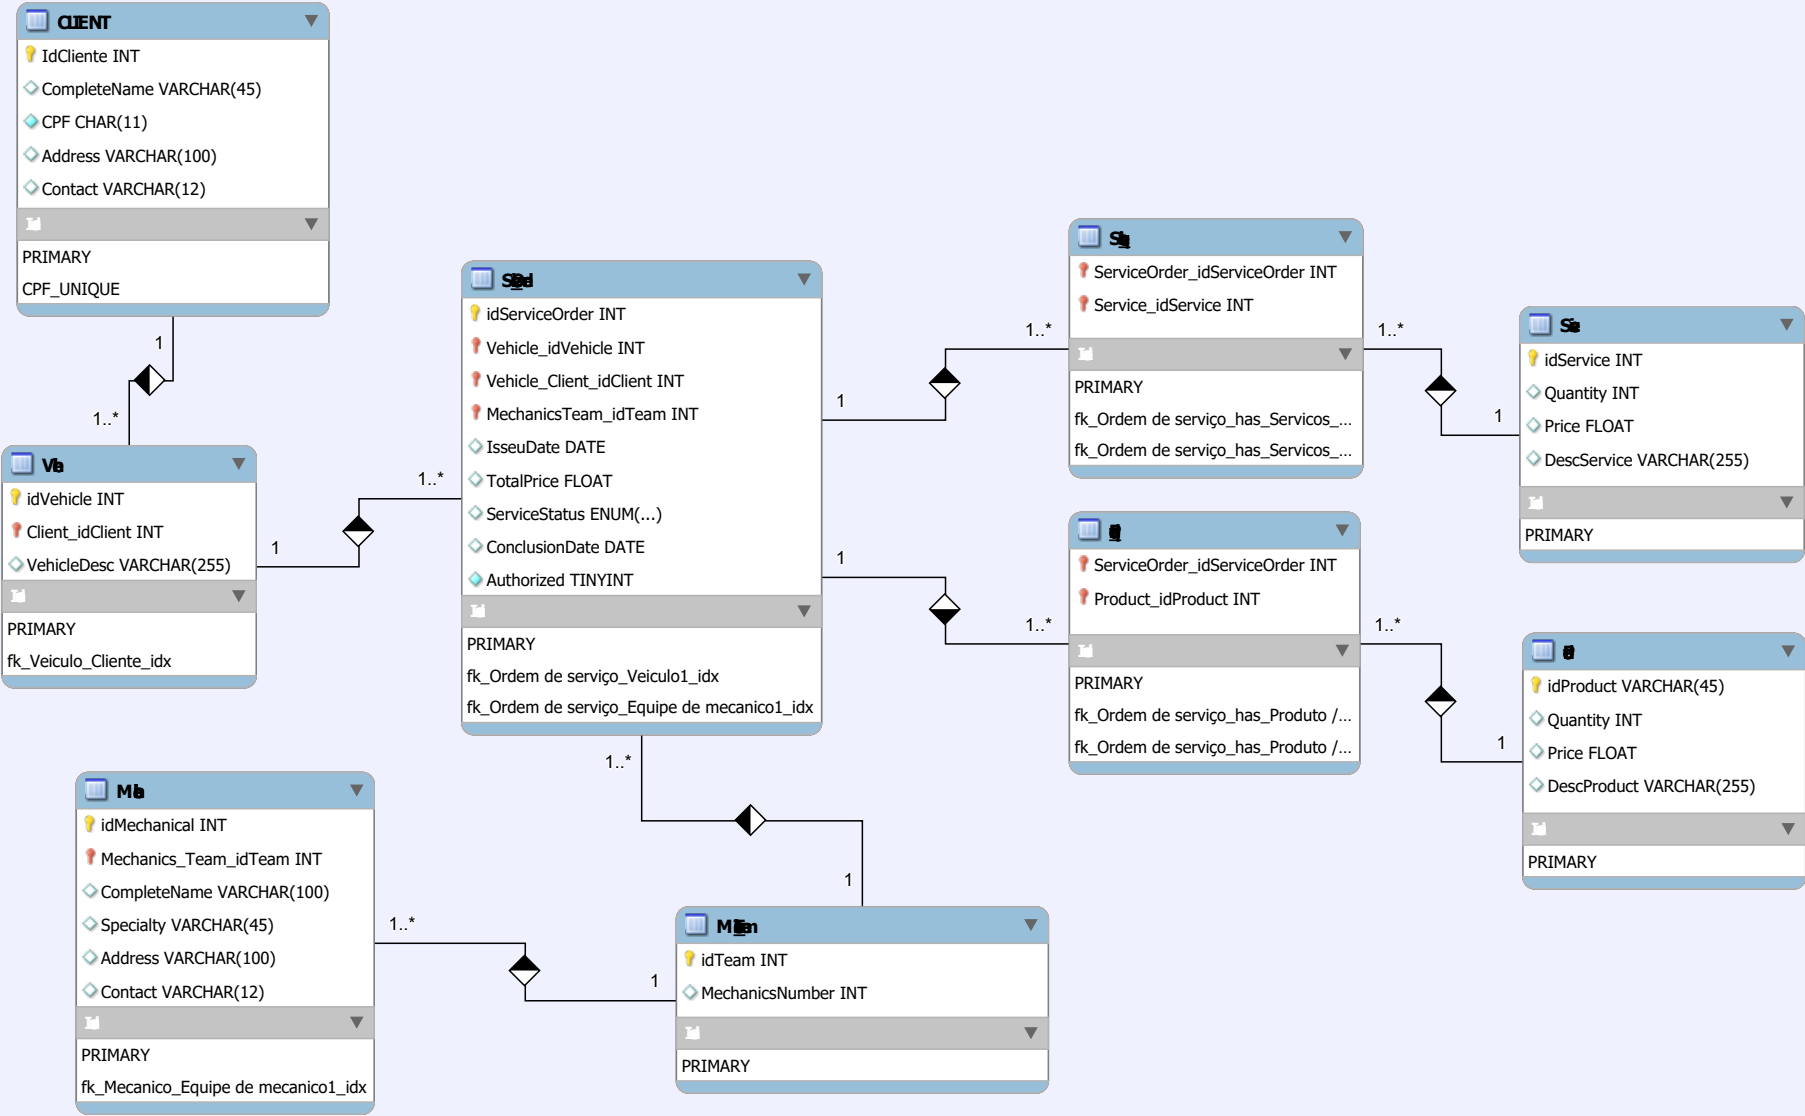 CLIENT
IdCliente INT
CompleteName VARCHAR(45)
CPF CHAR(11)
Address VARCHAR(100)
Contact VARCHAR(12)
PRIMARY
CPF_UNIQUE
1
1..*
idVehicle INT
Client_idClient INT
VehicleDesc VARCHAR(255)
PRIMARY
fk_Veiculo_Cliente_idx
1
1..*
idServiceOrder INT
Vehicle_idVehicle INT
Vehicle_Client_idClient INT
MechanicsTeam_idTeam INT
IsseuDate DATE
TotalPrice FLOAT
ServiceStatus ENUM(...)
ConclusionDate DATE
Authorized TINYINT
PRIMARY
fk_Ordem de serviço_Veiculo1_idx
fk_Ordem de serviço_Equipe de mecanico1_idx
1
1..*
ServiceOrder_idServiceOrder INT
Service_idService INT
PRIMARY
fk_Ordem de serviço_has_Servicos_...
fk_Ordem de serviço_has_Servicos_...
1..*
1
idService INT
Quantity INT
Price FLOAT
DescService VARCHAR(255)
PRIMARY
1
1..*
ServiceOrder_idServiceOrder INT
Product_idProduct INT
PRIMARY
fk_Ordem de serviço_has_Produto /...
fk_Ordem de serviço_has_Produto /...
1..*
1
idProduct VARCHAR(45)
Quantity INT
Price FLOAT
DescProduct VARCHAR(255)
PRIMARY
1..*
1
idMechanical INT
Mechanics_Team_idTeam INT
CompleteName VARCHAR(100)
Specialty VARCHAR(45)
Address VARCHAR(100)
Contact VARCHAR(12)
PRIMARY
fk_Mecanico_Equipe de mecanico1_idx
1..*
1
idTeam INT
MechanicsNumber INT
PRIMARY